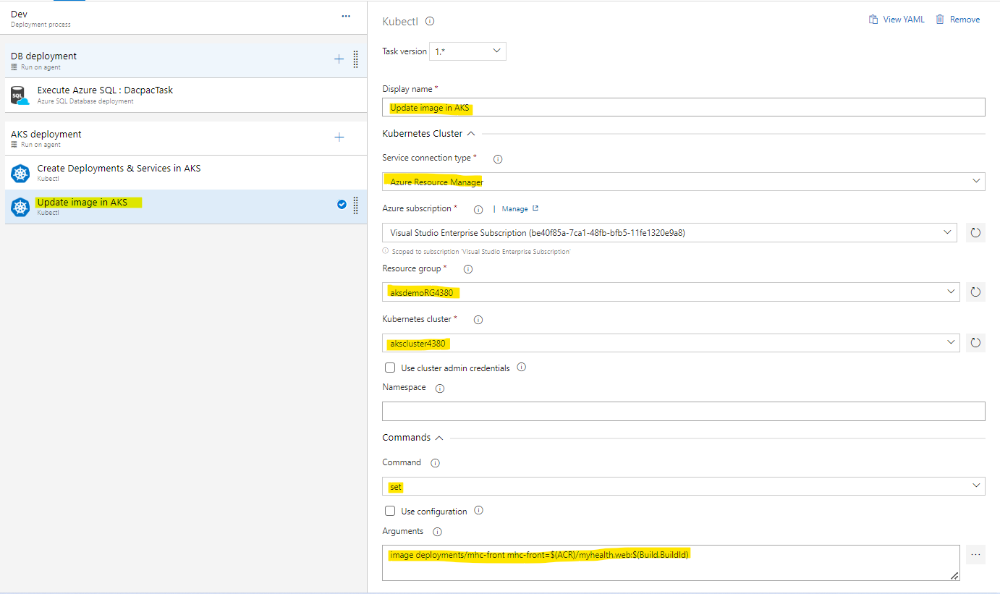 Dev
Deployment process
DB deployment
Run on agent
SQL
Execute Azure SQL : DacpacTask
Azure SQL Database deployment
AKS deployment
Run on agent
Create Deployments & Services in AKS
Kubectl
Update image in AKS
Kubectl
Kubectl
View YAML
Remove
Task version
1.*
Display name *
Update image in AKS
Kubernetes Cluster
Service connection type *
Azure Resource Manager
Azure subscription * | Manage
Visual Studio Enterprise Subscription (be40f85a-7ca1-48fb-bfb5-11fe1320e9a8)
Scoped to subscription 'Visual Studio Enterprise Subscription'
Resource group *
aksdemoRG4380
Kubernetes cluster *
akscluster4380
Use cluster admin credentials
Namespace
Commands
Command
set
Use configuration
Arguments
image deployments/mhc-front mhc-front=$(ACR)/myhealth.web:$(Build.BuildId)